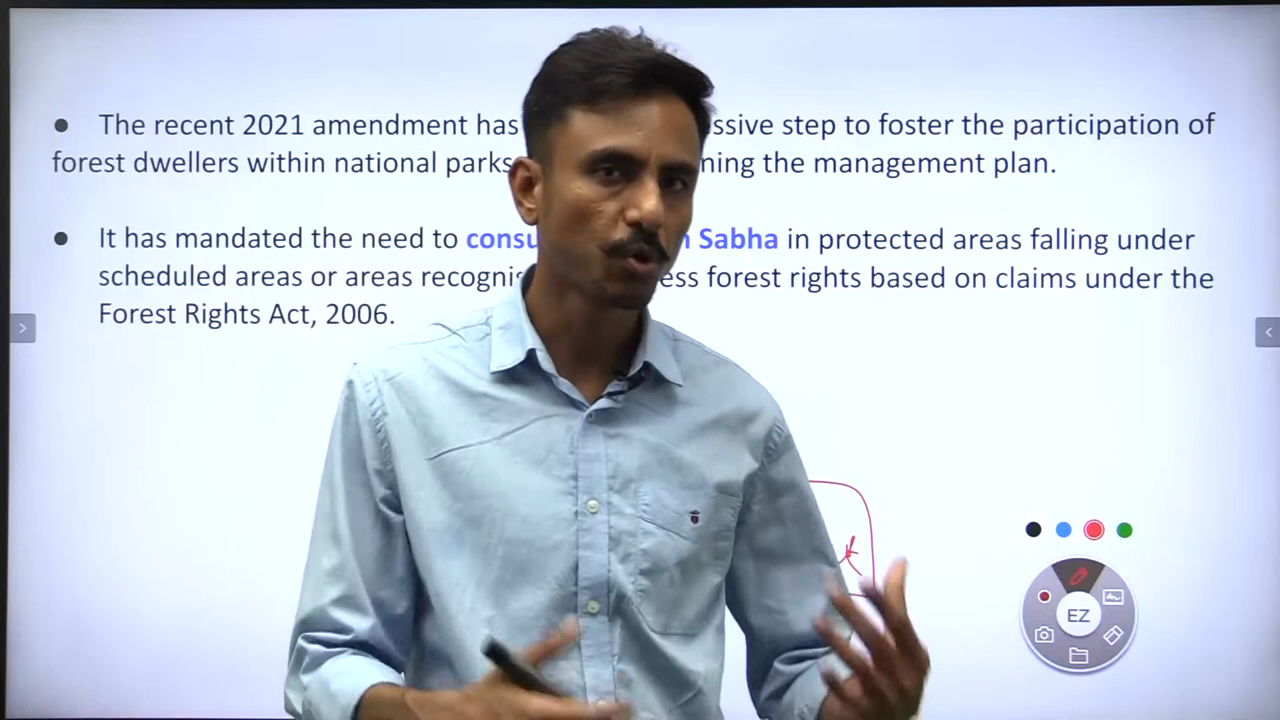 ● The recent 2021 amendment has ssive step to foster the participation of
forest dwellers within national parks ning the management plan.
● It has mandated the need to consu n Sabha in protected areas falling under
scheduled areas or areas recognis ess forest rights based on claims under the
Forest Rights Act, 2006.
EZ